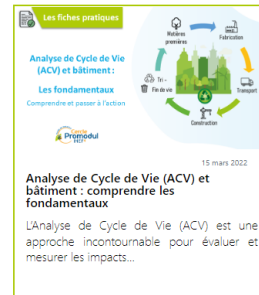 Les fiches pratiques
Analyse de Cycle de Vie
(ACV) et bâtiment :
Les fondamentaux
Comprendre et passer à l'action
Cercle
Promodul
INEF4
Matières
premières
Fabrication
Transport
Construction
Tri -
Fin de vie
15 mars 2022
Analyse de Cycle de Vie (ACV) et
bâtiment : comprendre les
fondamentaux
L'Analyse de Cycle de Vie (ACV) est une
approche incontournable pour évaluer et
mesurer les impacts...